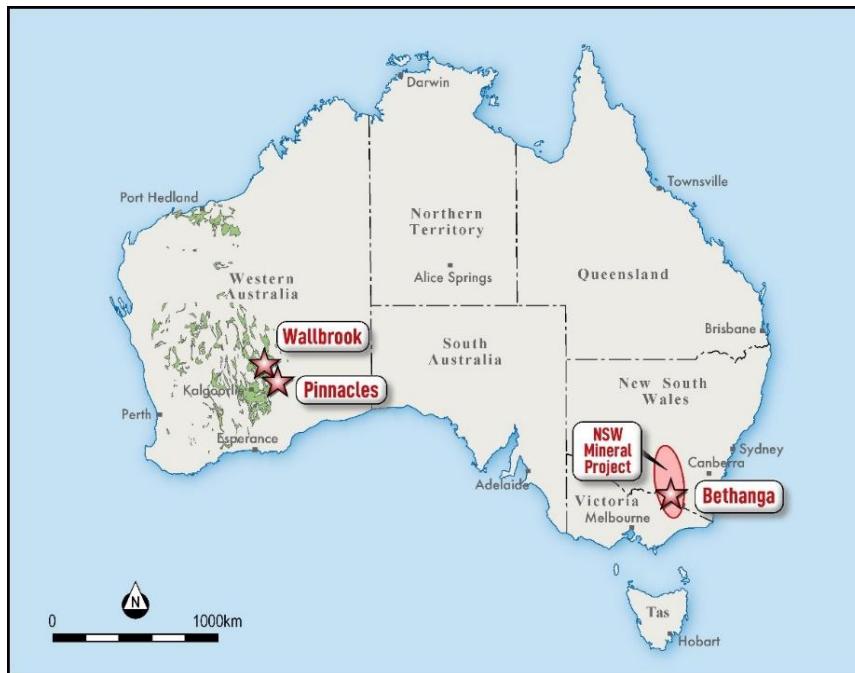 Darwin
Port Hedland
Townsville
Northern
Territory
Alice Springs
Queensland
Western
Australia
Wallbrook
South
Australia
Brisbane
Kalgoorlie
Pinnacles
New South
Wales
Perth
Esperance
NSW
Mineral
Project
Sydney
Canberra
Adelaide
Bethanga
Victoria
Melbourne
N
0
1000km
Tas
Hobart